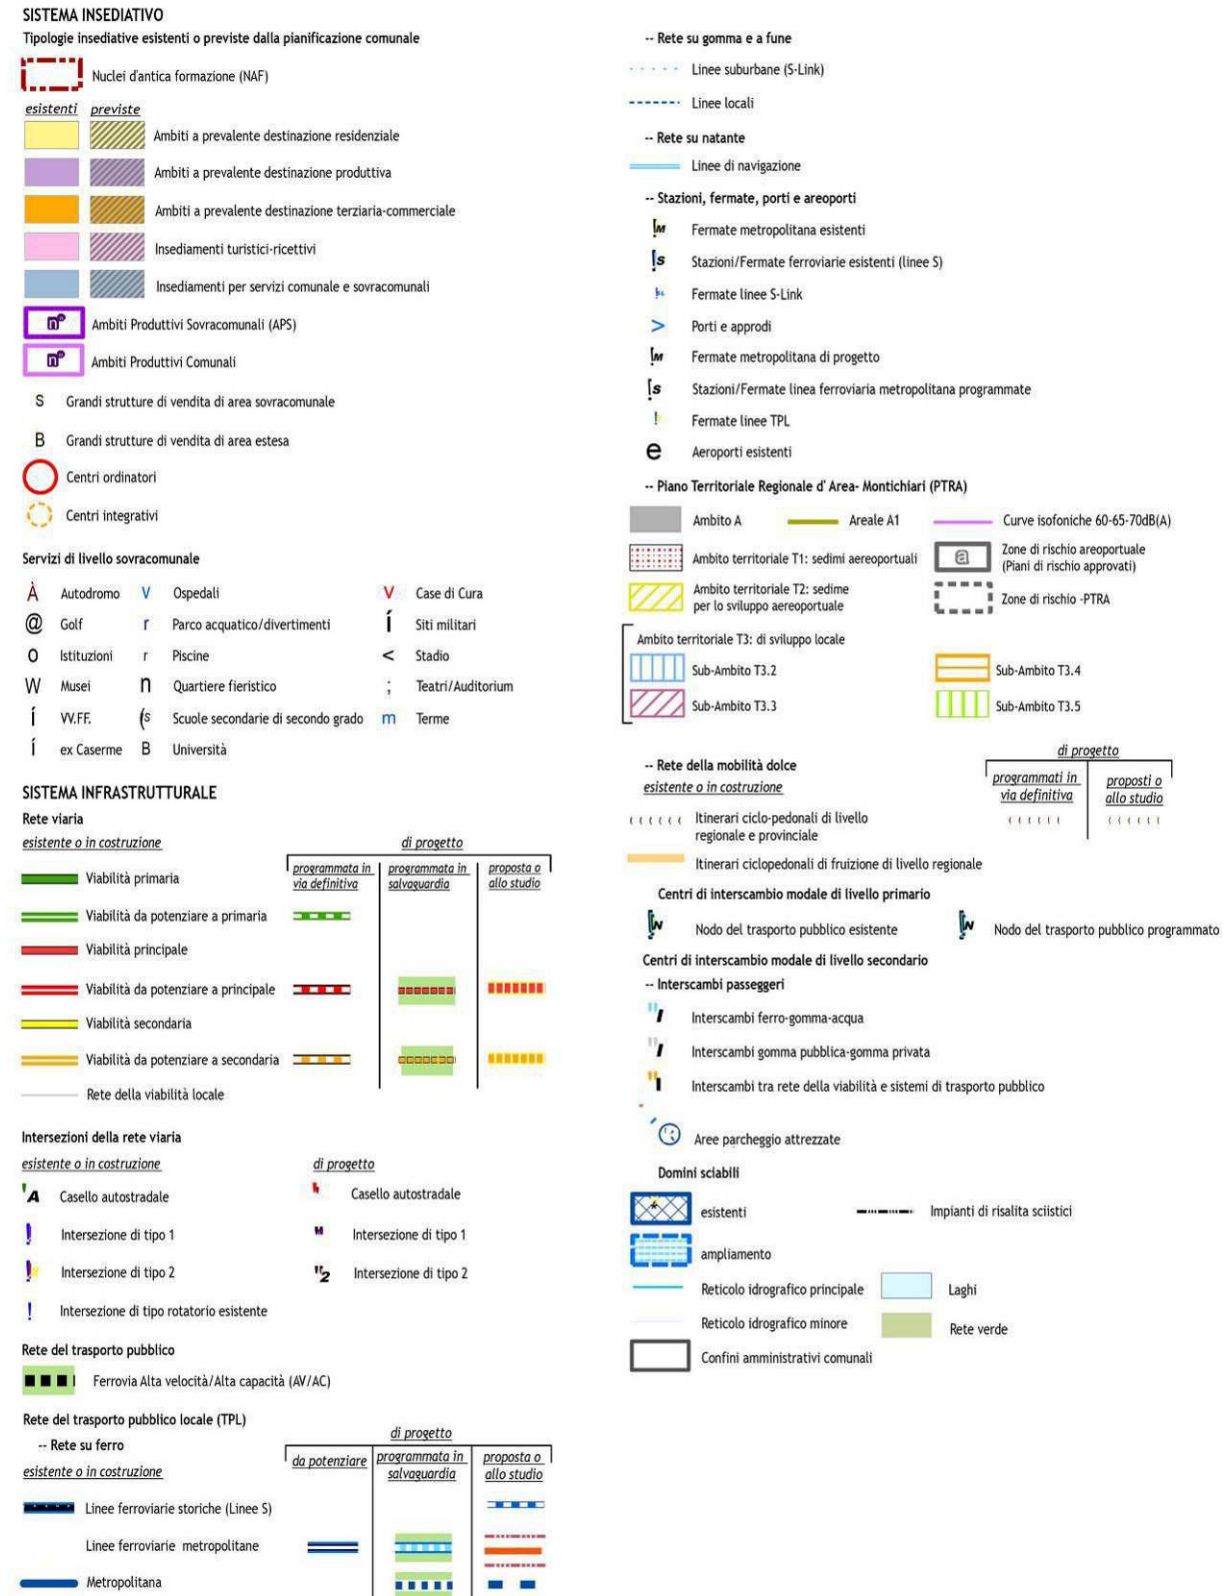 SISTEMA INSEDIATIVO
Tipologie insediative esistenti o previste dalla pianificazione comunale
Nuclei d'antica formazione (NAF)
esistenti previste
Ambiti a prevalente destinazione residenziale
Ambiti a prevalente destinazione produttiva
Ambiti a prevalente destinazione terziaria-commerciale
Insediamenti turistici-ricettivi
Insediamenti per servizi comunale e sovracomunali
n° Ambiti Produttivi Sovracomunali (APS)
n° Ambiti Produttivi Comunali
S Grandi strutture di vendita di area sovracomunale
B Grandi strutture di vendita di area estesa
Centri ordinatori
Centri integrativi
Servizi di livello sovracomunale
À Autodromo V Ospedali V Case di Cura
@ Golf r Parco acquatico/divertimenti Í Siti militari
O Istituzioni r Piscine < Stadio
W Musei n Quartiere fieristico ; Teatri/Auditorium
Í VV.FF. (s Scuole secondarie di secondo grado m Terme
Í ex Caserme B Università
SISTEMA INFRASTRUTTURALE
Rete viaria
esistente o in costruzione di progetto
programmata in via definitiva programmata in salvaguardia proposta o allo studio
Viabilità primaria
Viabilità da potenziare a primaria
Viabilità principale
Viabilità da potenziare a principale
Viabilità secondaria
Viabilità da potenziare a secondaria
Rete della viabilità locale
Intersezioni della rete viaria
esistente o in costruzione di progetto
'A Casello autostradale Casello autostradale
Intersezione di tipo 1 Intersezione di tipo 1
Intersezione di tipo 2 "2 Intersezione di tipo 2
! Intersezione di tipo rotatorio esistente
Rete del trasporto pubblico
Ferrovia Alta velocità/Alta capacità (AV/AC)
Rete del trasporto pubblico locale (TPL)
-- Rete su ferro
esistente o in costruzione
di progetto
da potenziare programmata in salvaguardia proposta o allo studio
Linee ferroviarie storiche (Linee S)
Linee ferroviarie metropolitane
Metropolitana
-- Rete su gomma e a fune
Linee suburbane (S-Link)
Linee locali
-- Rete su natante
Linee di navigazione
-- Stazioni, fermate, porti e areoporti
M Fermate metropolitana esistenti
S Stazioni/Fermate ferroviarie esistenti (linee S)
Fermate linee S-Link
> Porti e approdi
M Fermate metropolitana di progetto
S Stazioni/Fermate linea ferroviaria metropolitana programmate
! Fermate linee TPL
e Aeroporti esistenti
-- Piano Territoriale Regionale d' Area- Montichiari (PTRA)
Ambito A Areale A1 Curve isofoniche 60-65-70dB(A)
Ambito territoriale T1: sedimi aereoportuali a Zone di rischio areoportuale
(Piani di rischio approvati)
Ambito territoriale T2: sedime
per lo sviluppo aereoportuale
Zone di rischio -PTRA
Ambito territoriale T3: di sviluppo locale
Sub-Ambito T3.2 Sub-Ambito T3.4
Sub-Ambito T3.3 Sub-Ambito T3.5
-- Rete della mobilità dolce
esistente o in costruzione
di progetto
programmati in via definitiva proposti o allo studio
Itinerari ciclo-pedonali di livello
regionale e provinciale
Itinerari ciclopedonali di fruizione di livello regionale
Centri di interscambio modale di livello primario
N Nodo del trasporto pubblico esistente N Nodo del trasporto pubblico programmato
Centri di interscambio modale di livello secondario
-- Interscambi passeggeri
Interscambi ferro-gomma-acqua
Interscambi gomma pubblica-gomma privata
Interscambi tra rete della viabilità e sistemi di trasporto pubblico
Aree parcheggio attrezzate
Domini sciabili
* esistenti Impianti di risalita sciistici
ampliamento
Reticolo idrografico principale Laghi
Reticolo idrografico minore Rete verde
Confini amministrativi comunali